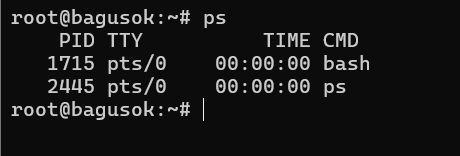 root@bagusok:~# ps
    PID TTY          TIME CMD
   1715 pts/0    00:00:00 bash
   2445 pts/0    00:00:00 ps
root@bagusok:~#